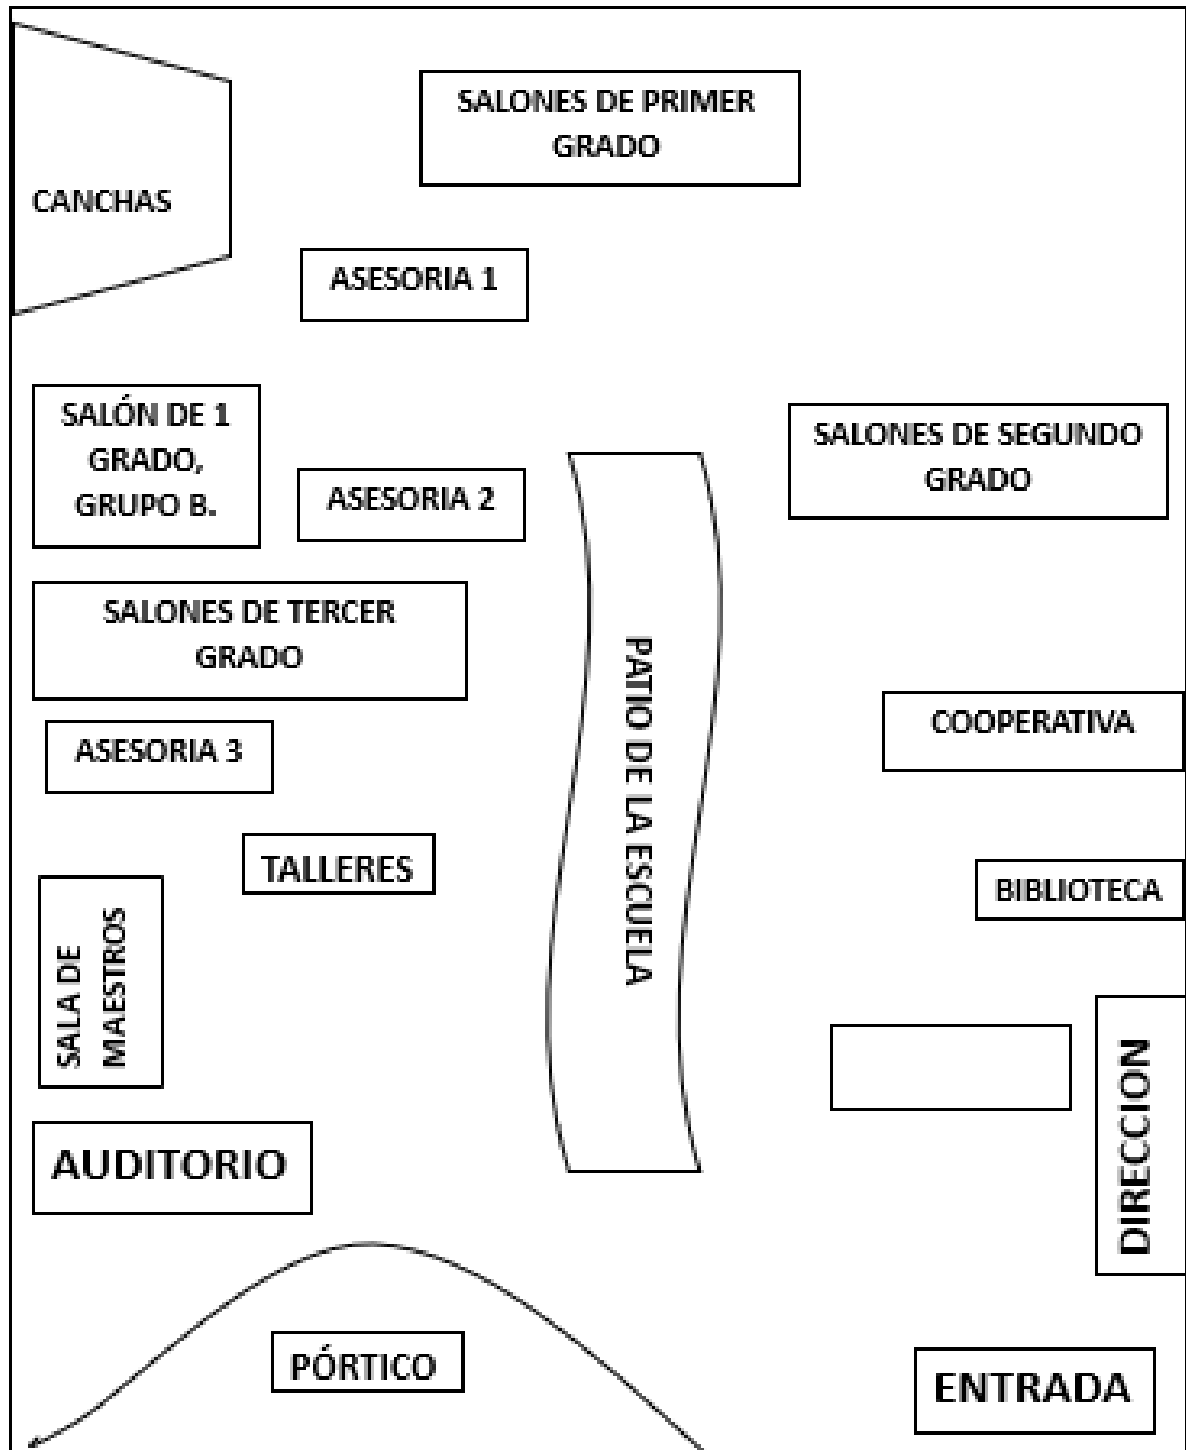 SALONES DE PRIMER
GRADO
CANCHAS
ASESORIA 1
SALÓN DE 1
GRADO,
GRUPO B.
ASESORIA 2
SALONES DE SEGUNDO
GRADO
SALONES DE TERCER
GRADO
PATIO DE LA ESCUELA
COOPERATIVA
ASESORIA 3
TALLERES
BIBLIOTECA
SALA DE
MAESTROS
DIRECCION
AUDITORIO
PÓRTICO
ENTRADA